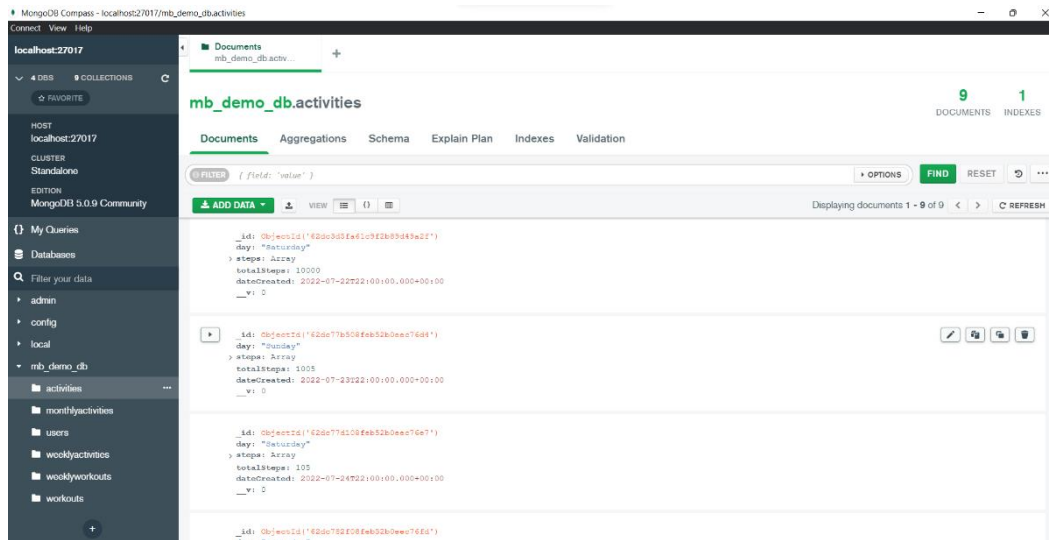 MongoDB Compass - localhost:27017/mb_demo_db.activities
Connect View Help
localhost:27017
4 DBS 9 COLLECTIONS
FAVORITE
HOST
localhost:27017
CLUSTER
Standalone
EDITION
MongoDB 5.0.9 Community
{} My Queries
Databases
Filter your data
admin
config
local
mb_demo_db
activities ...
monthlyactivities
users
weeklyactivities
weeklyworkouts
workouts
+
Documents
mb_demo_db.activ...
+
mb_demo_db.activities
9 DOCUMENTS
1 INDEXES
Documents Aggregations Schema Explain Plan Indexes Validation
FILTER { field: 'value' } OPTIONS FIND RESET ...
ADD DATA VIEW {} Displaying documents 1 - 9 of 9 < > REFRESH
_id: 
day: "Saturday"
> steps: Array
totalSteps: 10000
dateCreated: 2022-07-22T22:00:00.000+00:00
__v: 0
_id: 
day: "Sunday"
> steps: Array
totalSteps: 1005
dateCreated: 2022-07-23T22:00:00.000+00:00
__v: 0
_id: 
day: "Saturday"
> steps: Array
totalSteps: 105
dateCreated: 2022-07-24T22:00:00.000+00:00
__v: 0
_id: